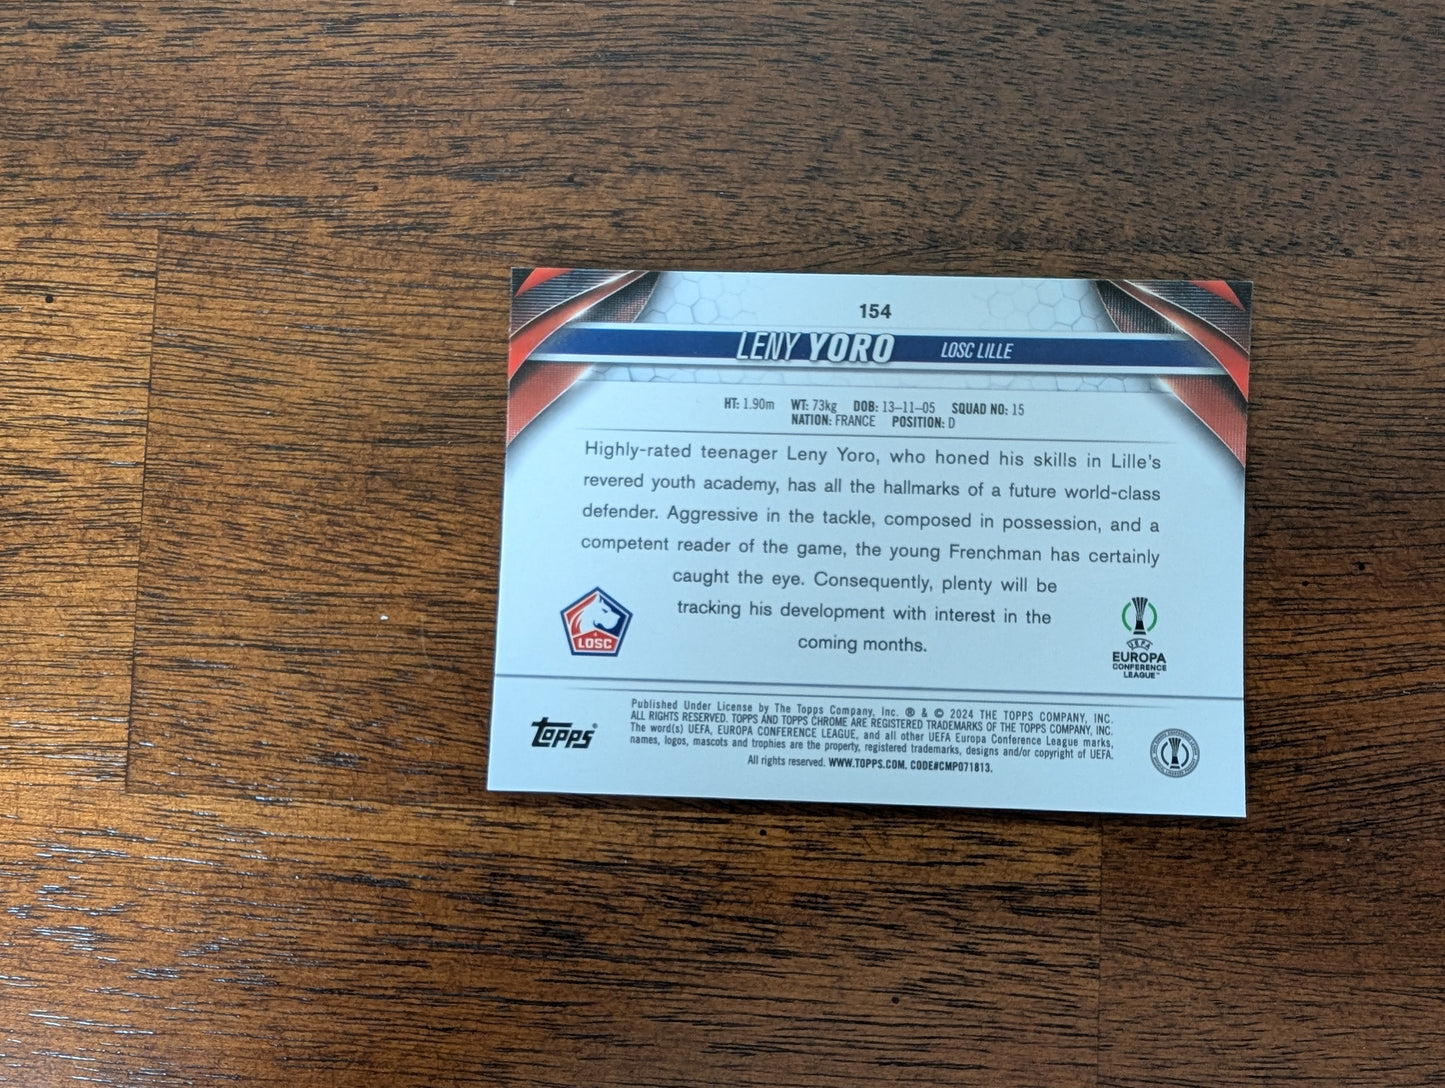 154
LENY YORO LOSC LILLE
HT: 1.90m WT: 73kg DOB: 13–11–05 SQUAD NO: 15
NATION: FRANCE POSITION: D
Highly-rated teenager Leny Yoro, who honed his skills in Lille's
revered youth academy, has all the hallmarks of a future world-class
defender. Aggressive in the tackle, composed in possession, and a
competent reader of the game, the young Frenchman has certainly
caught the eye. Consequently, plenty will be
tracking his development with interest in the
coming months.
LOSC
UEFA
EUROPA
CONFERENCE
LEAGUE™
Topps®
Published Under License by The Topps Company, Inc. ® & © 2024 THE TOPPS COMPANY, INC.
ALL RIGHTS RESERVED. TOPPS AND TOPPS CHROME ARE REGISTERED TRADEMARKS OF THE TOPPS COMPANY, INC.
The word(s) UEFA, EUROPA CONFERENCE LEAGUE, and all other UEFA Europa Conference League marks,
names, logos, mascots and trophies are the property, registered trademarks, designs and/or copyright of UEFA.
All rights reserved. WWW.TOPPS.COM. CODE#CMP071813.